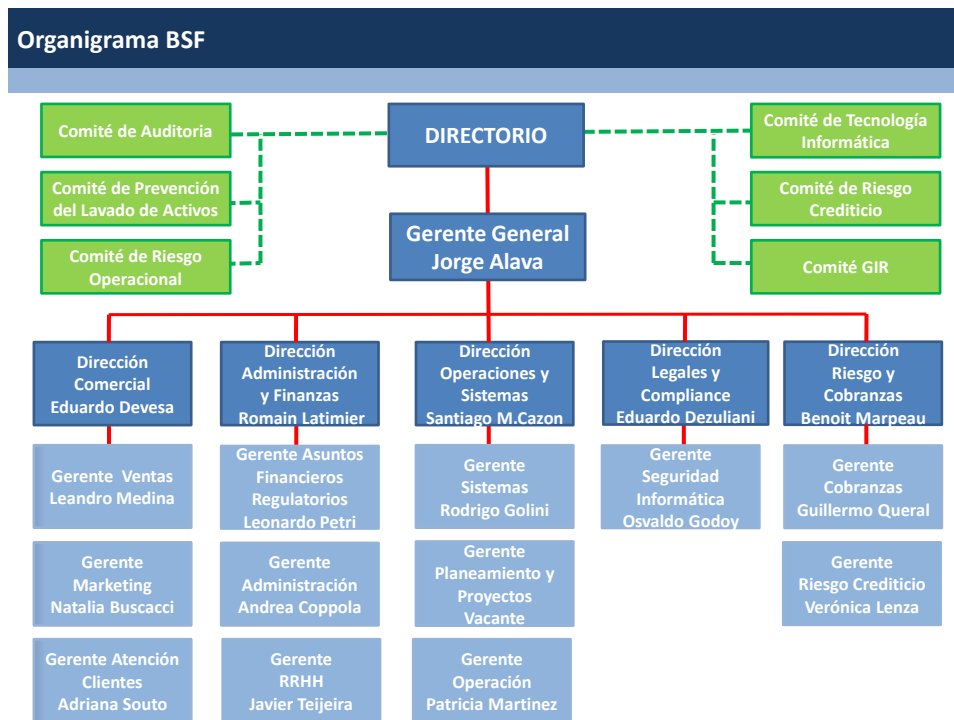 Organigrama BSF
Comité de Auditoria
Comité de Prevención
del Lavado de Activos
Comité de Riesgo
Operacional
DIRECTORIO
Gerente General
Jorge Alava
Comité de Tecnología
Informática
Comité de Riesgo
Crediticio
Comité GIR
Dirección
Comercial
Eduardo Devesa
Gerente Ventas
Leandro Medina
Gerente
Marketing
Natalia Buscacci
Gerente Atención
Clientes
Adriana Souto
Dirección
Administración
y Finanzas
Romain Latimier
Gerente Asuntos
Financieros
Regulatorios
Leonardo Petri
Gerente
Administración
Andrea Coppola
Gerente
RRHH
Javier Teijeira
Dirección
Operaciones y
Sistemas
Santiago M.Cazon
Gerente
Sistemas
Rodrigo Golini
Gerente
Planeamiento y
Proyectos
Vacante
Gerente
Operación
Patricia Martinez
Dirección
Legales y
Compliance
Eduardo Dezuliani
Gerente
Seguridad
Informática
Osvaldo Godoy
Dirección
Riesgo y
Cobranzas
Benoit Marpeau
Gerente
Cobranzas
Guillermo Queral
Gerente
Riesgo Crediticio
Verónica Lenza